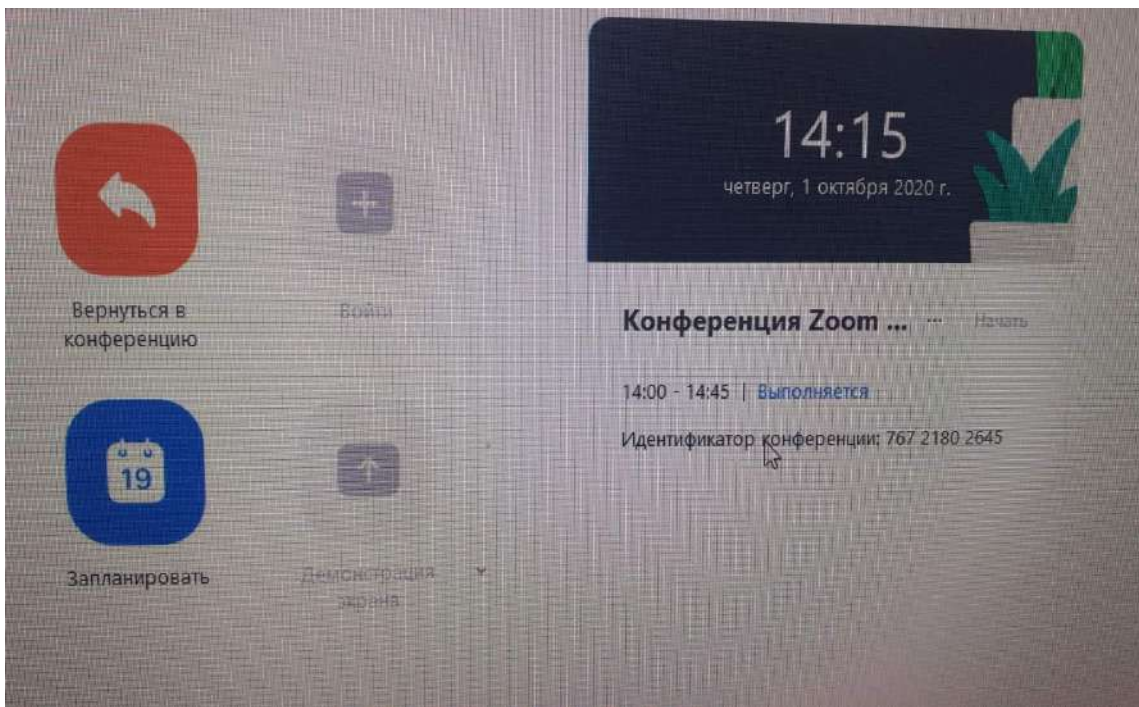 Вернуться в
конференцию
Войти
19
Запланировать
Демонстрация
экрана
14:15
четверг, 1 октября 2020 г.
Конференция Zoom ... ... Начать
14:00 - 14:45 | Выполняется
Идентификатор конференции: 767 2180 2645